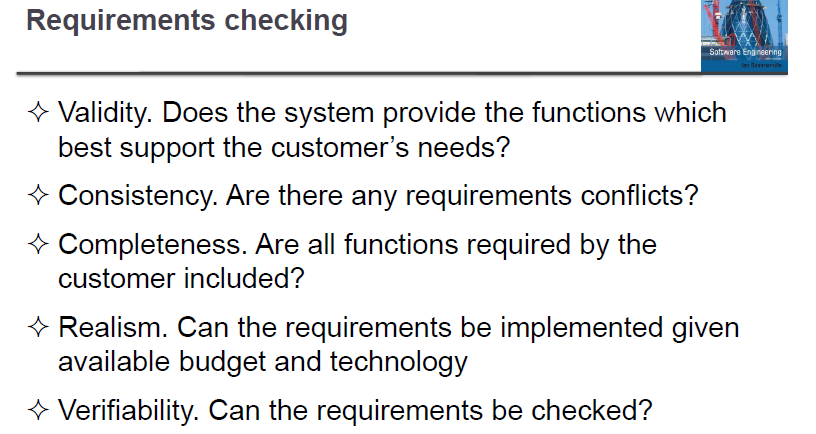 Requirements checking
Software Engineering
Ian Sommerville
✧ Validity. Does the system provide the functions which
best support the customer’s needs?
✧ Consistency. Are there any requirements conflicts?
✧ Completeness. Are all functions required by the
customer included?
✧ Realism. Can the requirements be implemented given
available budget and technology
✧ Verifiability. Can the requirements be checked?